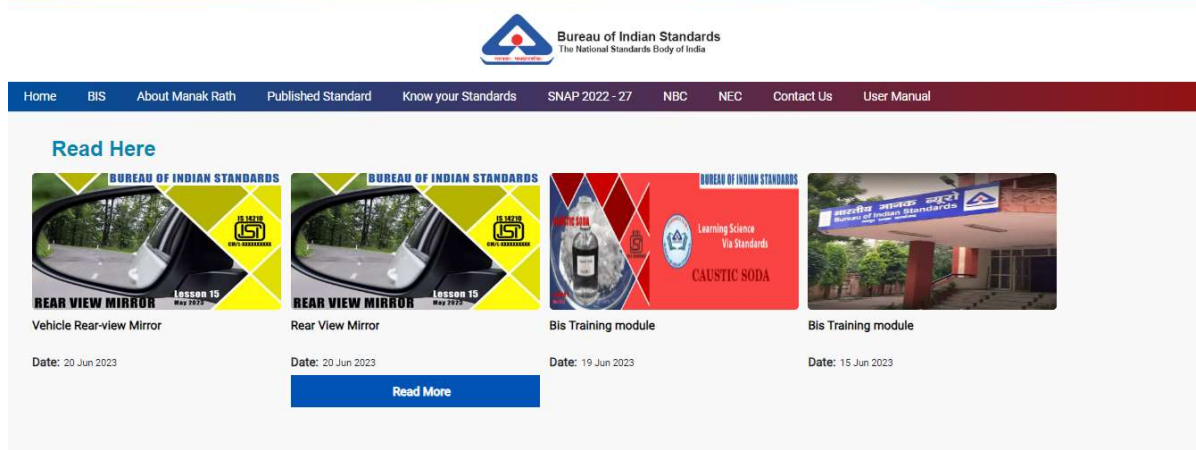 Bureau of Indian Standards
The National Standards Body of India
Home BIS About Manak Rath Published Standard Know your Standards SNAP 2022 - 27 NBC NEC Contact Us User Manual
Read Here
BUREAU OF INDIAN STANDARDS
IS 14210
ISI
REAR VIEW MIRROR
Lesson 15
May 2023
BUREAU OF INDIAN STANDARDS
IS 14210
ISI
REAR VIEW MIRROR
Lesson 15
May 2023
BUREAU OF INDIAN STANDARDS
CAUSTIC SODA
Learning Science
Via Standards
CAUSTIC SODA
भारतीय मानक ब्यूरो
Bureau of Indian Standards
Vehicle Rear-view Mirror
Rear View Mirror
Bis Training module
Bis Training module
Date: 20 Jun 2023
Date: 20 Jun 2023
Date: 19 Jun 2023
Date: 15 Jun 2023
Read More